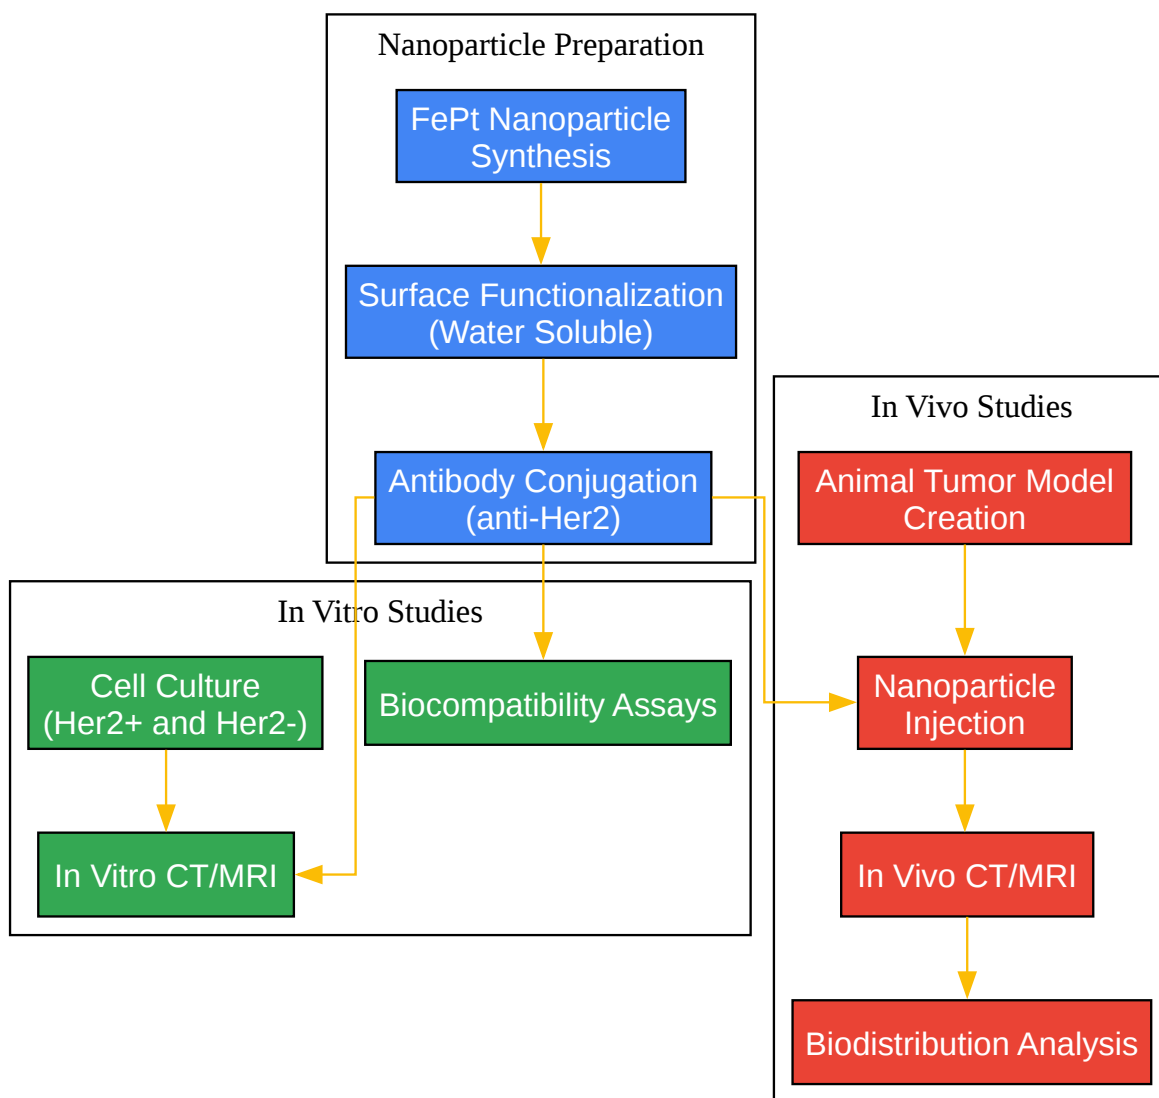 Nanoparticle Preparation
FePt Nanoparticle
Synthesis
Surface Functionalization
(Water Soluble)
Antibody Conjugation
(anti-Her2)
In Vitro Studies
Cell Culture
(Her2+ and Her2-)
Biocompatibility Assays
In Vitro CT/MRI
In Vivo Studies
Animal Tumor Model
Creation
Nanoparticle
Injection
In Vivo CT/MRI
Biodistribution Analysis